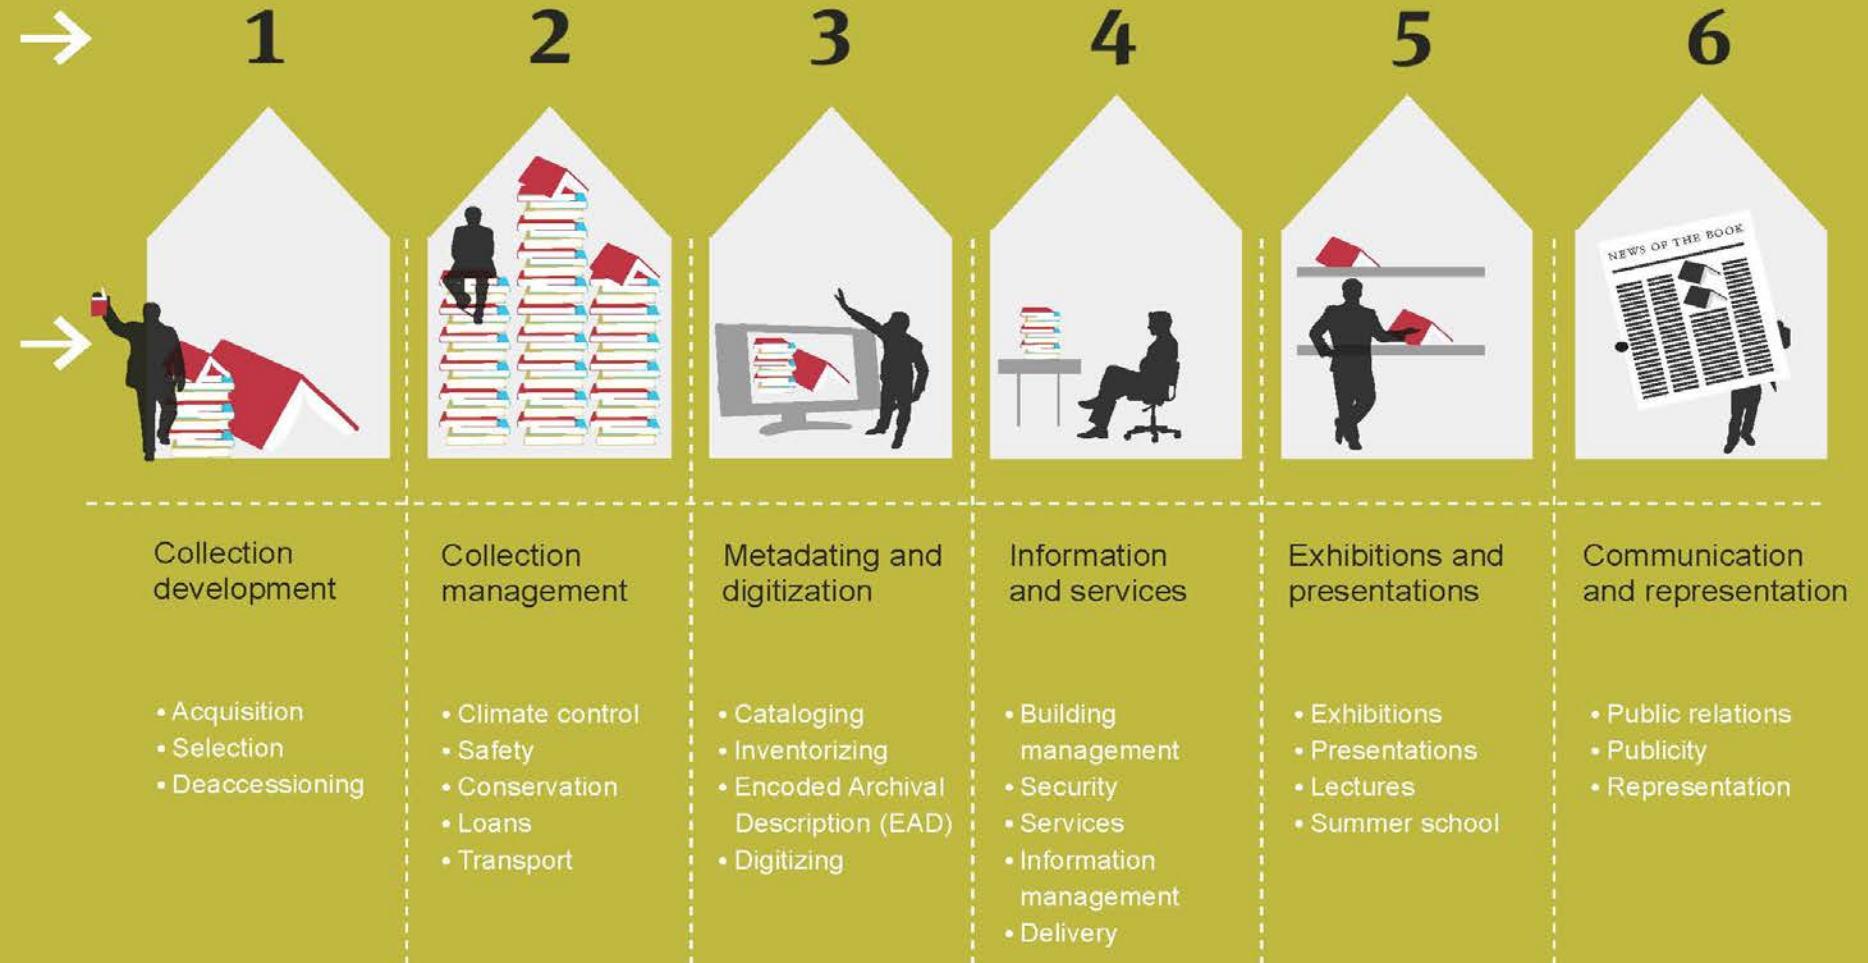 1 2 3 4 5 6
NEWS OF THE BOOK
Collection
development
• Acquisition
• Selection
• Deaccessioning
Collection
management
• Climate control
• Safety
• Conservation
• Loans
• Transport
Metadating and
digitization
• Cataloging
• Inventorizing
• Encoded Archival
Description (EAD)
• Digitizing
Information
and services
• Building
management
• Security
• Services
• Information
management
• Delivery
Exhibitions and
presentations
• Exhibitions
• Presentations
• Lectures
• Summer school
Communication
and representation
• Public relations
• Publicity
• Representation